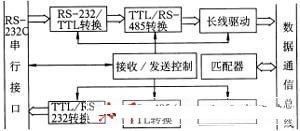 RS-232C
串行接口
RS-232/
TTL转换
TTL/RS-
485转换
长线驱动
接收/发送控制
匹配器
TTL/RS
232转换
TTL转换
数据通信总线